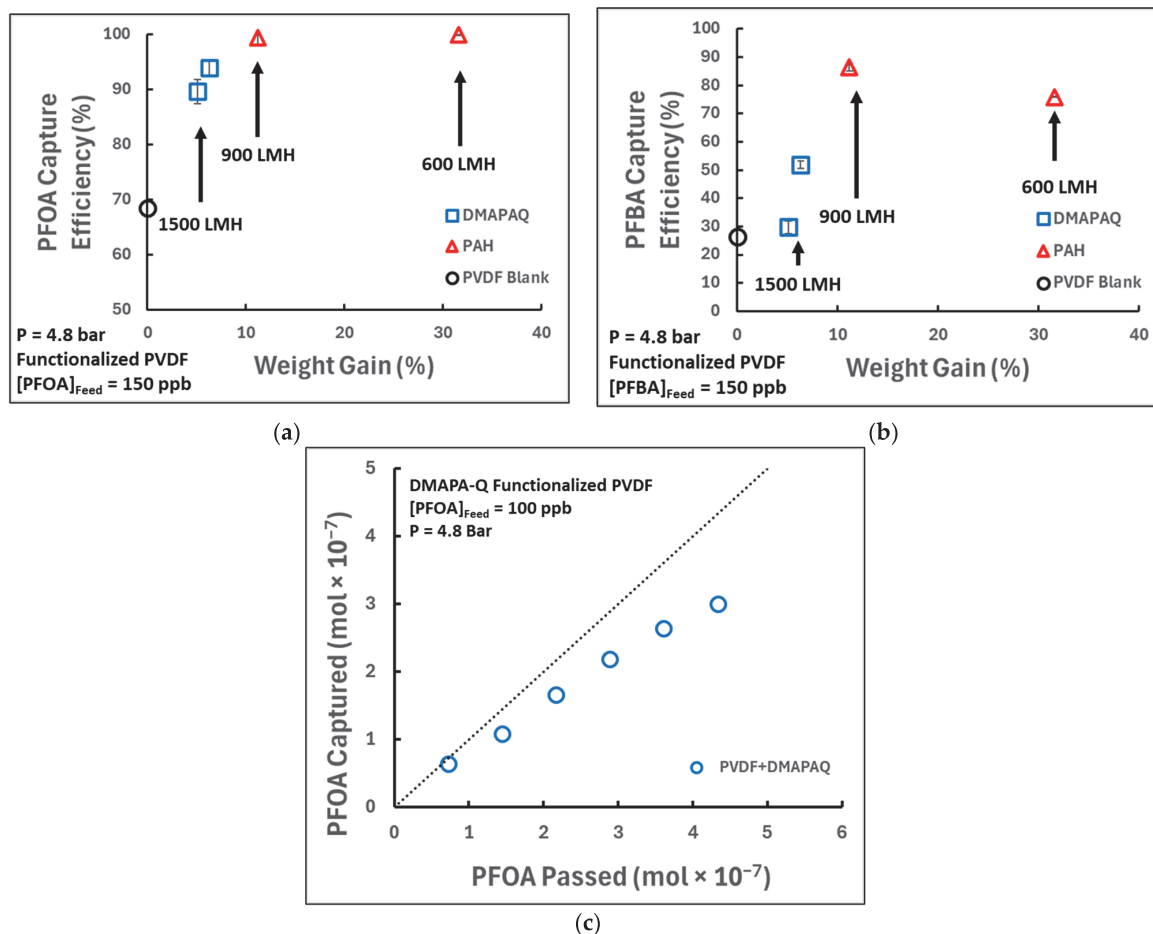 PFOA Capture
Efficiency (%)
100
90
80
70
60
50
0
10
20
30
40
Weight Gain (%)
1500 LMH
900 LMH
600 LMH
DMAPAQ
PAH
PVDF Blank
P = 4.8 bar
Functionalized PVDF
[PFOA]Feed = 150 ppb
(a)
PFBA Capture
Efficiency (%)
100
90
80
70
60
50
40
30
20
10
0
0
10
20
30
40
Weight Gain (%)
1500 LMH
900 LMH
600 LMH
DMAPAQ
PAH
PVDF Blank
P = 4.8 bar
Functionalized PVDF
[PFBA]Feed = 150 ppb
(b)
DMAPA-Q Functionalized PVDF
[PFOA]Feed = 100 ppb
P = 4.8 Bar
PFOA Captured (mol × 10⁻⁷)
5
4
3
2
1
0
0
1
2
3
4
5
6
PFOA Passed (mol × 10⁻⁷)
PVDF+DMAPAQ
(c)